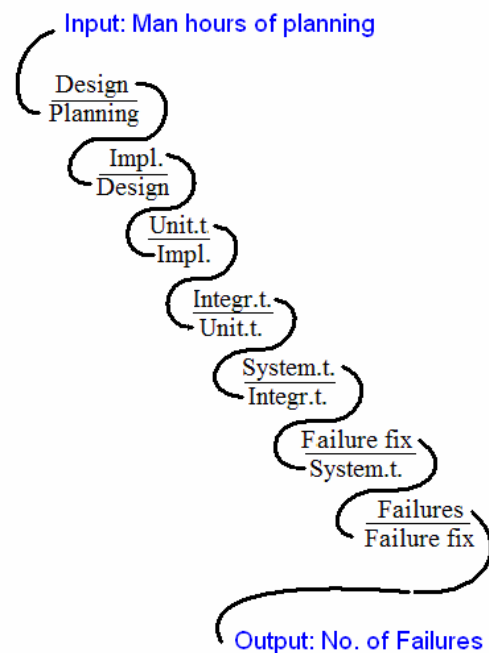 Input: Man hours of planning
Design
Planning
Impl.
Design
Unit.t
Impl.
Integr.t.
Unit.t.
System.t.
Integr.t.
Failure fix
System.t.
Failures
Failure fix
Output: No. of Failures